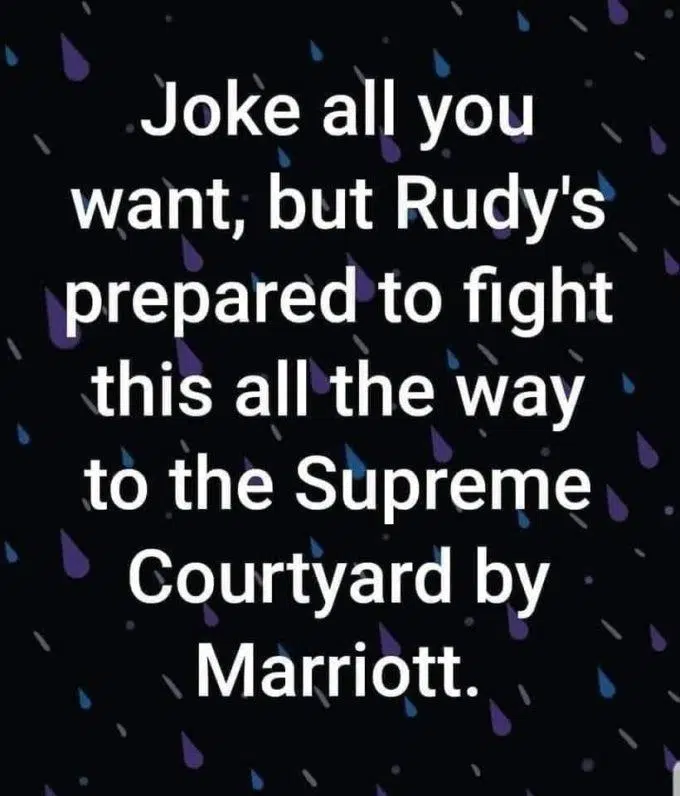 Joke all you
want, but Rudy's
prepared to fight
this all the way
to the Supreme
Courtyard by
Marriott.